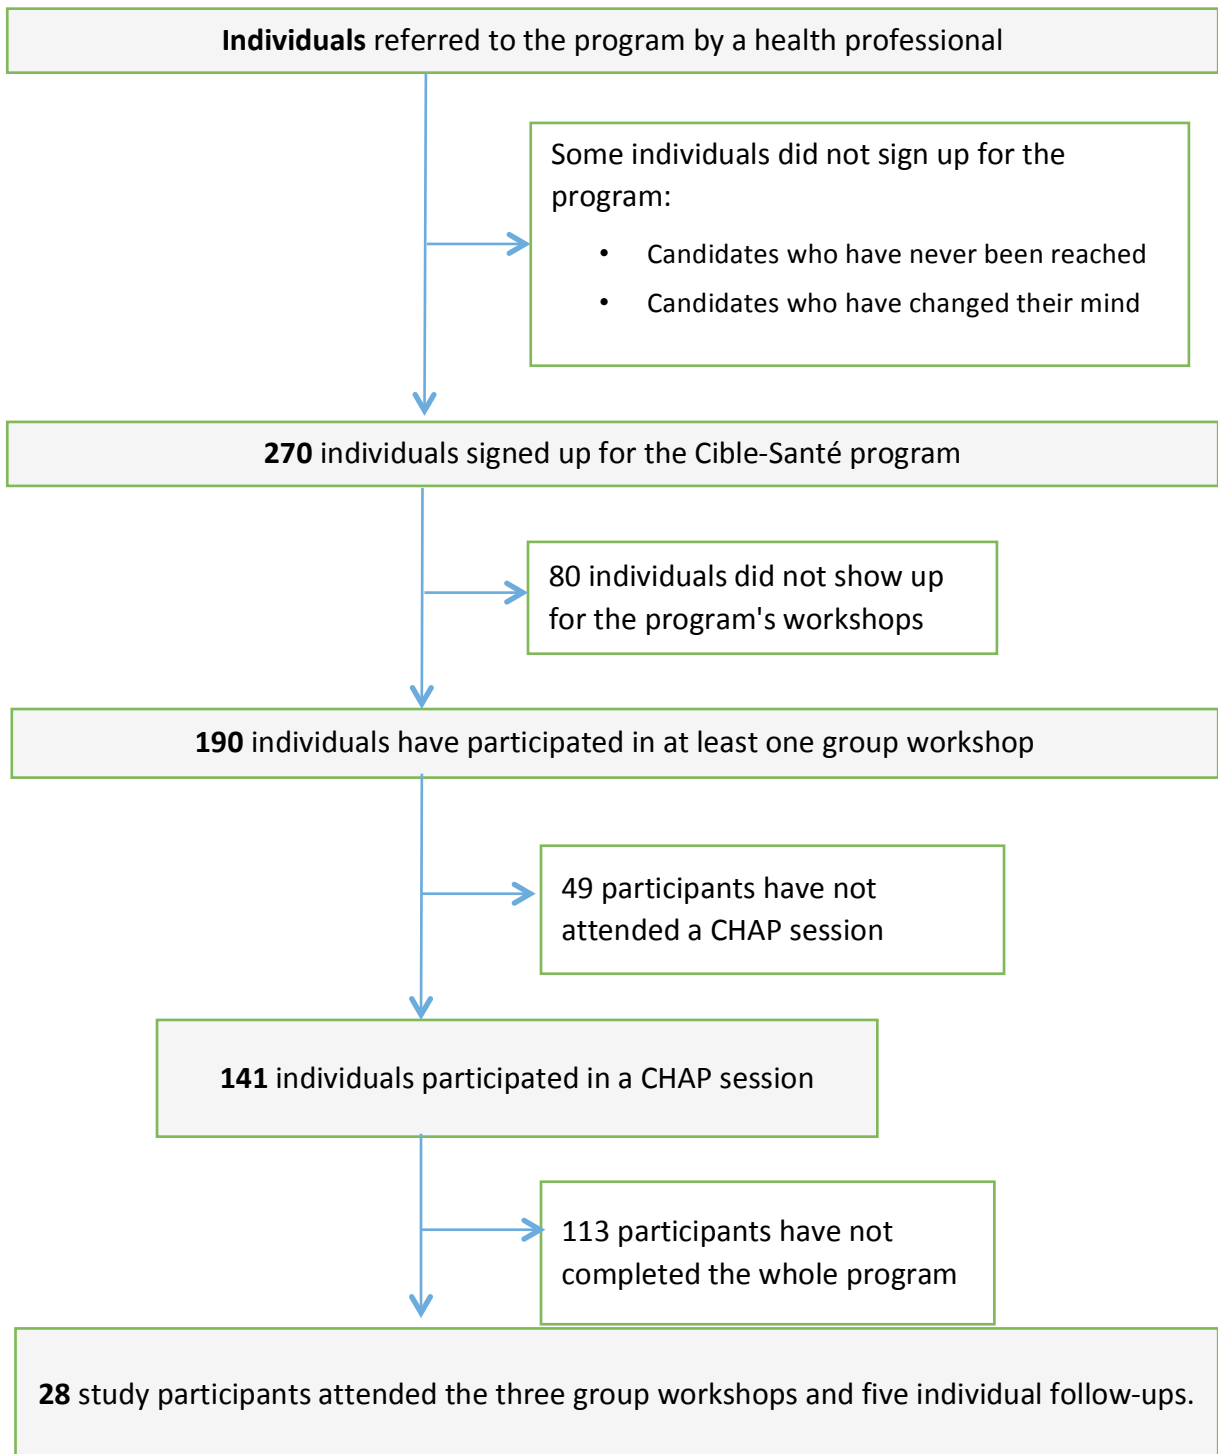 Individuals referred to the program by a health professional
Some individuals did not sign up for the
program:
• Candidates who have never been reached
• Candidates who have changed their mind
270 individuals signed up for the Cible-Santé program
80 individuals did not show up
for the program's workshops
190 individuals have participated in at least one group workshop
49 participants have not
attended a CHAP session
141 individuals participated in a CHAP session
113 participants have not
completed the whole program
28 study participants attended the three group workshops and five individual follow-ups.